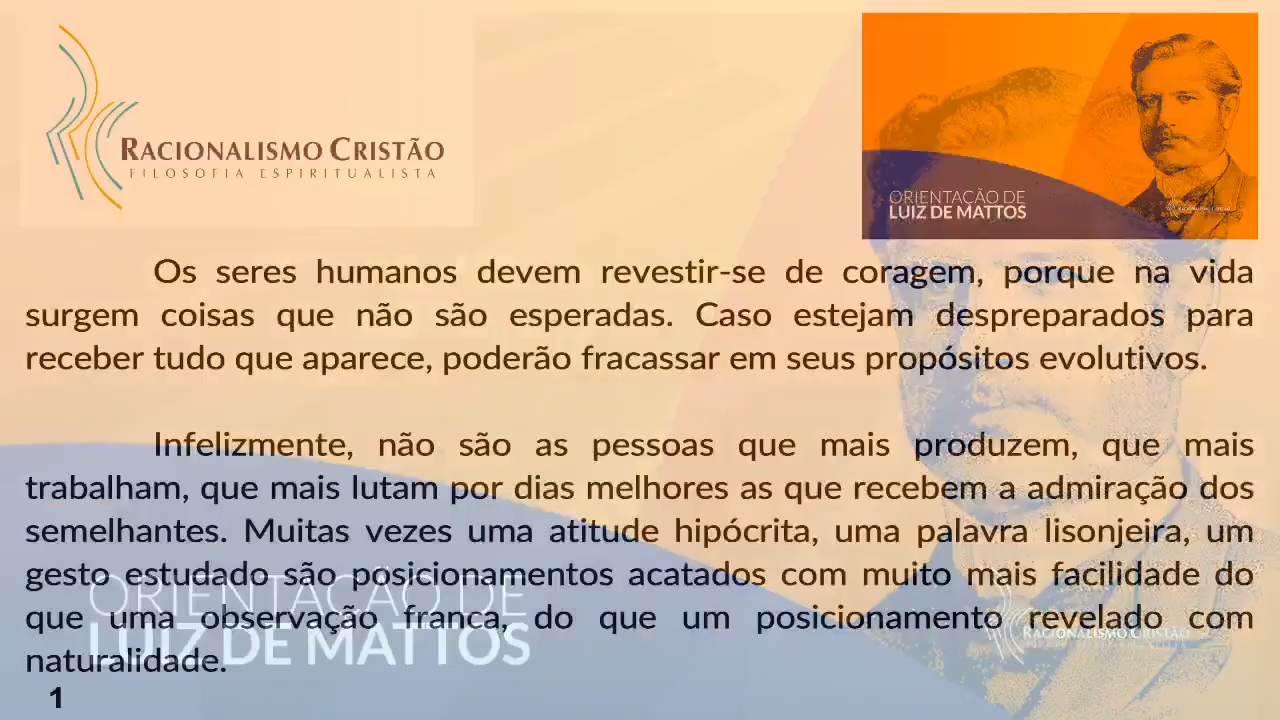 RACIONALISMO CRISTÃO
FILOSOFIA ESPIRITUALISTA
ORIENTAÇÃO DE
LUIZ DE MATTOS
RACIONALISMO CRISTÃO
Os seres humanos devem revestir-se de coragem, porque na vida
surgem coisas que não são esperadas. Caso estejam despreparados para
receber tudo que aparece, poderão fracassar em seus propósitos evolutivos.
Infelizmente, não são as pessoas que mais produzem, que mais
trabalham, que mais lutam por dias melhores as que recebem a admiração dos
semelhantes. Muitas vezes uma atitude hipócrita, uma palavra lisonjeira, um
gesto estudado são posicionamentos acatados com muito mais facilidade do
que uma observação franca, do que um posicionamento revelado com
naturalidade.
ORIENTAÇÃO DE
LUIZ DE MATTOS
RACIONALISMO CRISTÃO
1